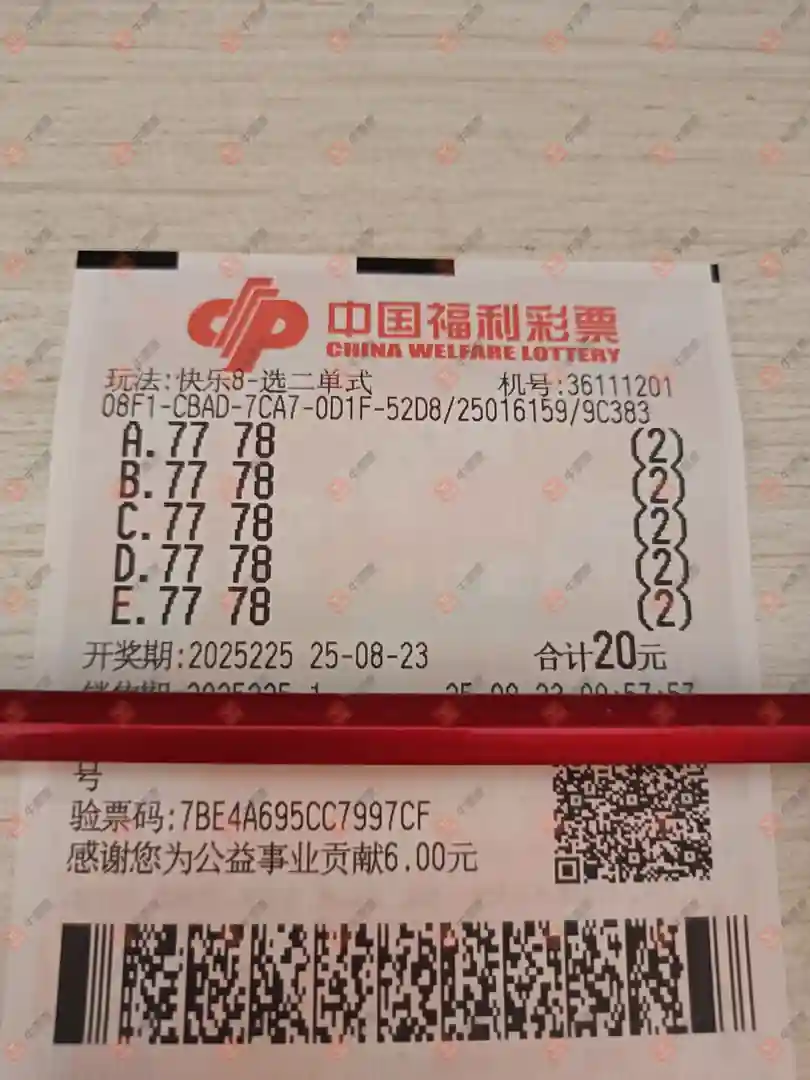 中国福利彩票
CHINA WELFARE LOTTERY
玩法:快乐8-选二单式 机号:36111201
08F1-CBAD-7CA7-0D1F-52D8/25016159/9C383
A.77 78 (2)
B.77 78 (2)
C.77 78 (2)
D.77 78 (2)
E.77 78 (2)
开奖期:2025225 25-08-23 合计20元
号
验票码:7BE4A695CC7997CF
感谢您为公益事业贡献6.00元